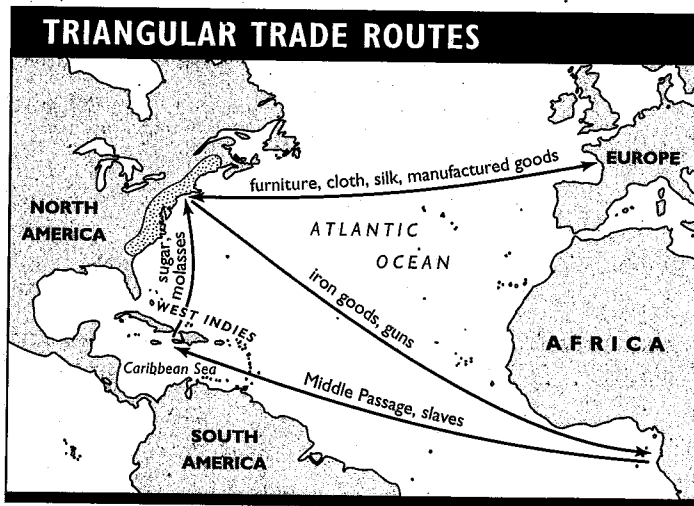 TRIANGULAR TRADE ROUTES
furniture, cloth, silk, manufactured goods
EUROPE
NORTH
AMERICA
ATLANTIC
OCEAN
sugar
molasses
iron goods, guns
WEST INDIES
AFRICA
Caribbean Sea
Middle Passage, slaves
SOUTH
AMERICA